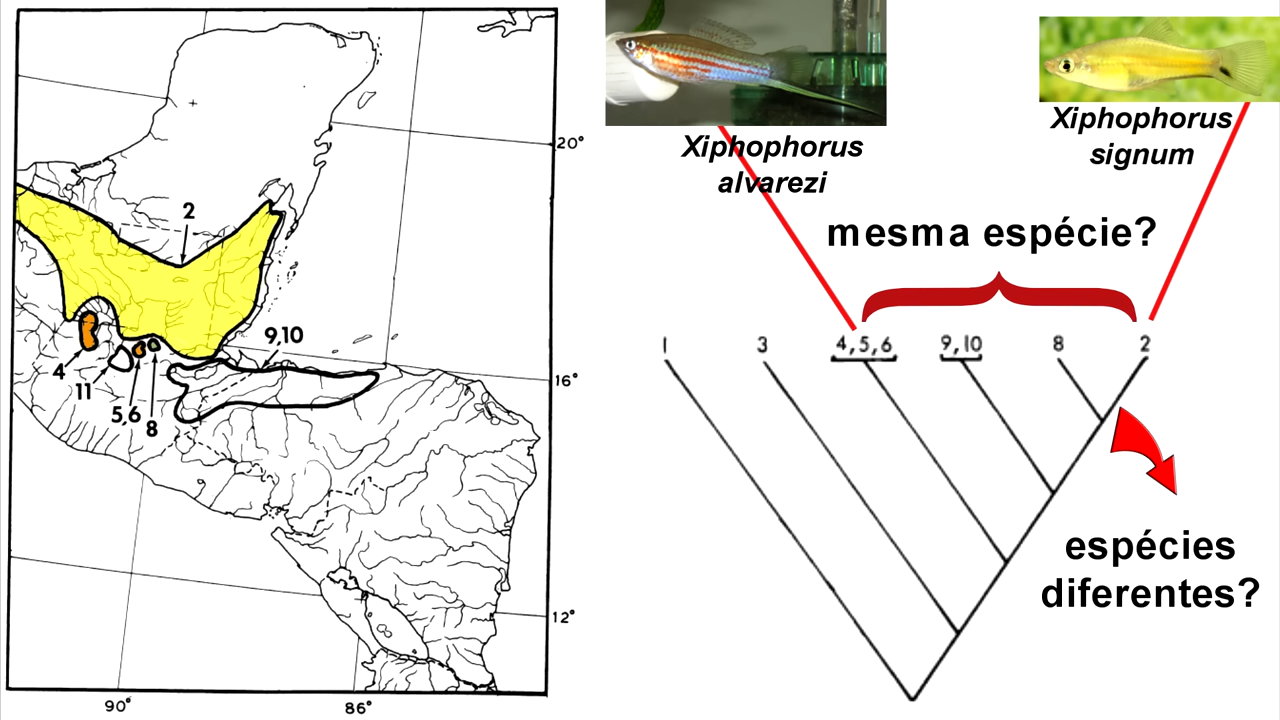 2
4
11
5,6
8
9,10
20°
16°
12°
90°
86°
Xiphophorus
alvarezi
Xiphophorus
signum
mesma espécie?
1
3
4,5,6
9,10
8
2
espécies
diferentes?